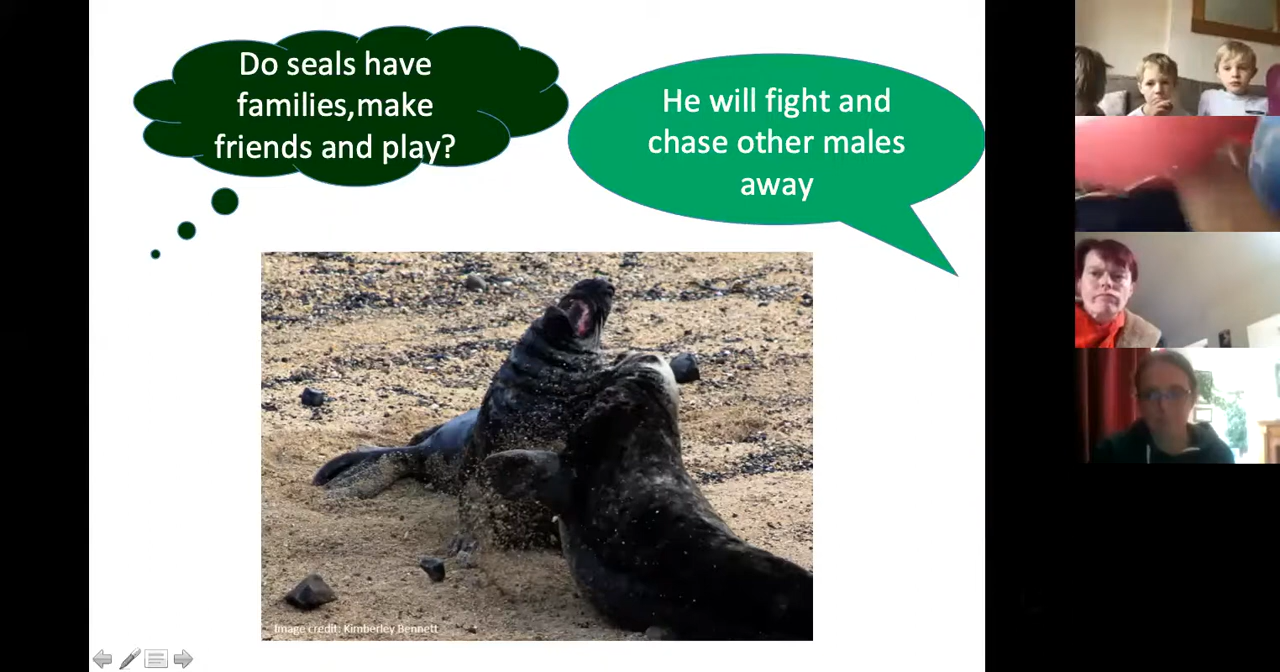 Do seals have
families,make
friends and play?
He will fight and
chase other males
away
Image credit: Kimberley Bennett